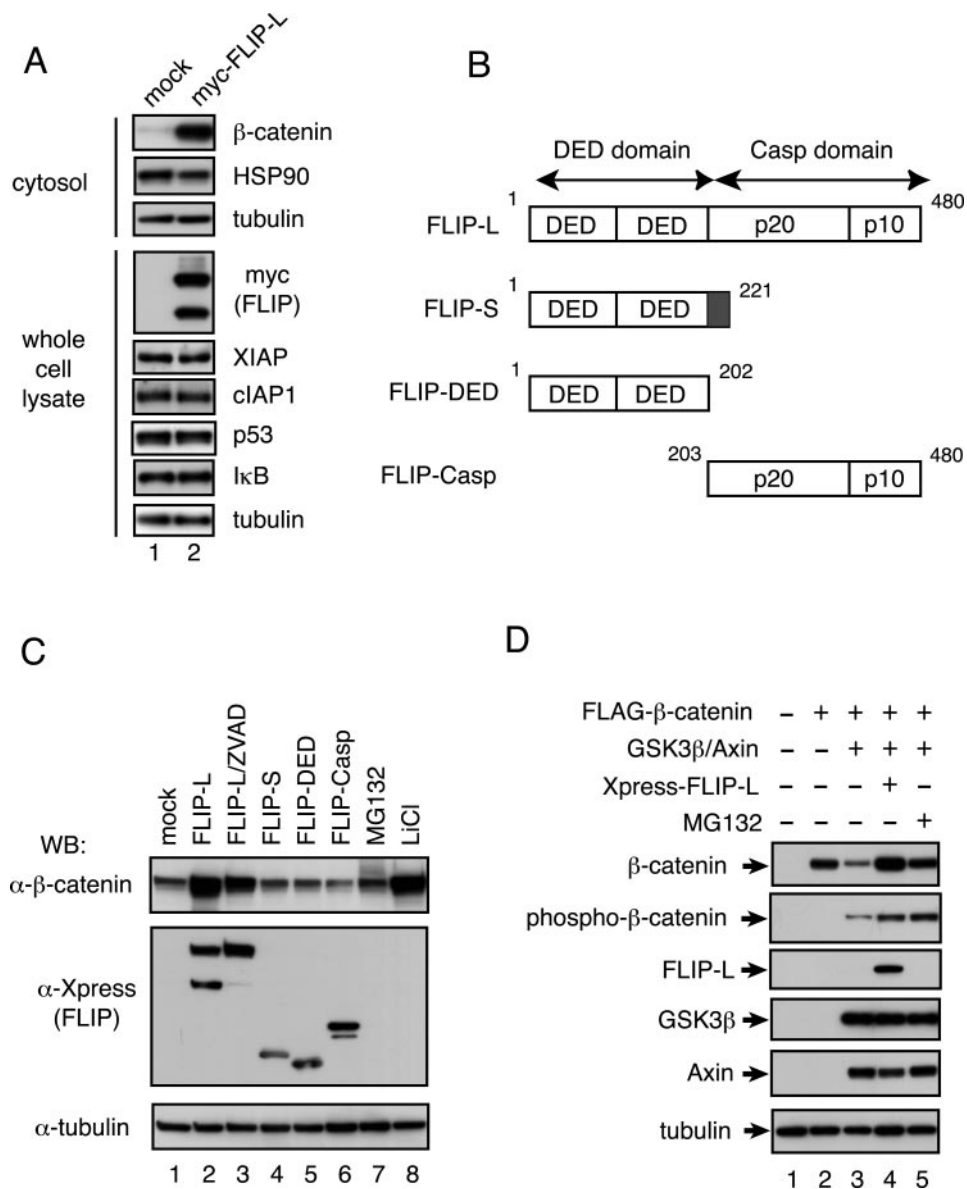 A
mock
myc-FLIP-L
cytosol
β-catenin
HSP90
tubulin
whole
cell
lysate
myc
(FLIP)
XIAP
cIAP1
p53
IκB
tubulin
1 2
B
DED domain Casp domain
FLIP-L 1 DED DED p20 p10 480
FLIP-S 1 DED DED 221
FLIP-DED 1 DED DED 202
FLIP-Casp 203 p20 p10 480
C
WB:
mock
FLIP-L
FLIP-L/ZVAD
FLIP-S
FLIP-DED
FLIP-Casp
MG132
LiCl
α-β-catenin
α-Xpress
(FLIP)
α-tubulin
1 2 3 4 5 6 7 8
D
FLAG-β-catenin – + + + +
GSK3β/Axin – – + + +
Xpress-FLIP-L – – – + –
MG132 – – – – +
β-catenin
phospho-β-catenin
FLIP-L
GSK3β
Axin
tubulin
1 2 3 4 5